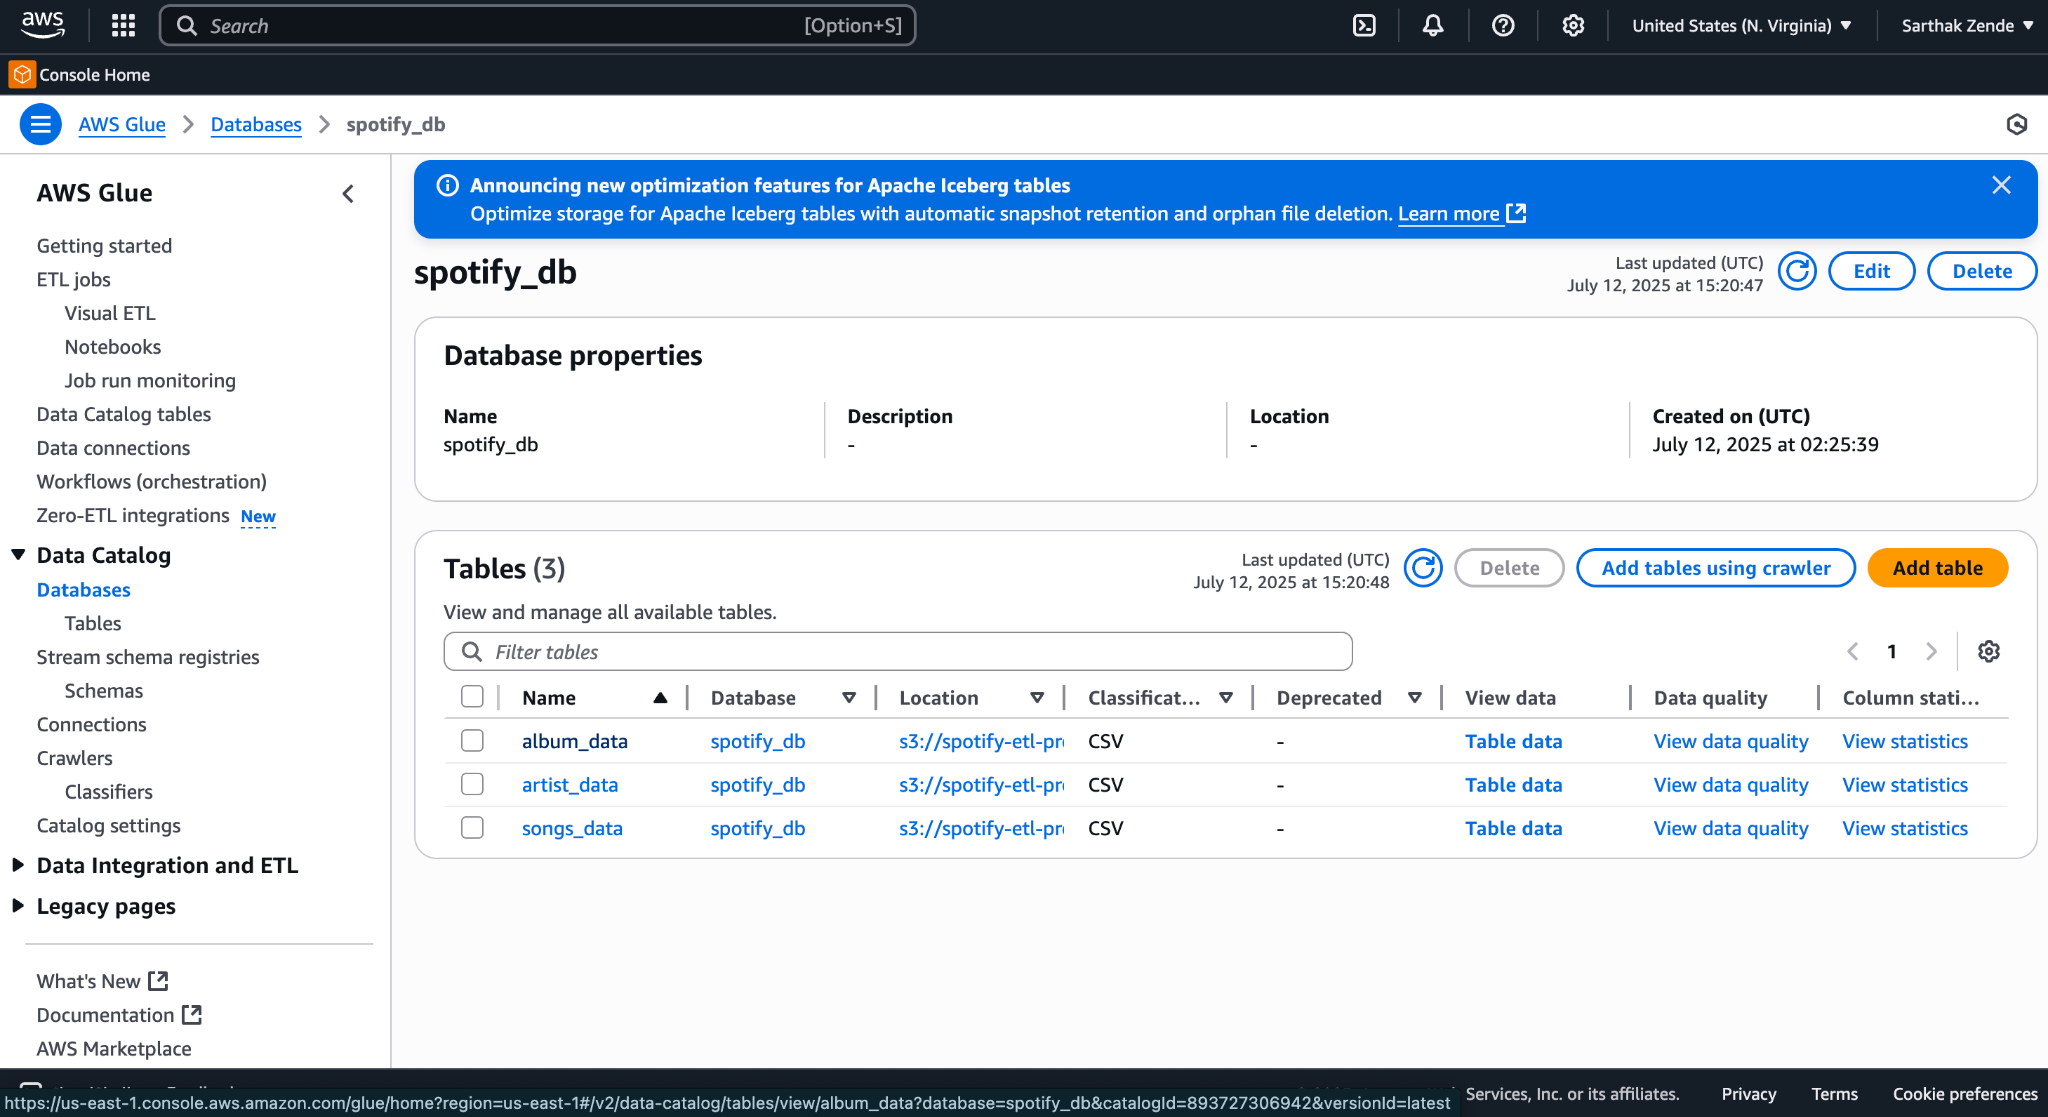 aws
Search [Option+S] United States (N. Virginia) Sarthak Zende
Console Home
AWS Glue Databases spotify_db
AWS Glue
Getting started
ETL jobs
Visual ETL
Notebooks
Job run monitoring
Data Catalog tables
Data connections
Workflows (orchestration)
Zero-ETL integrations New
Data Catalog
Databases
Tables
Stream schema registries
Schemas
Connections
Crawlers
Classifiers
Catalog settings
Data Integration and ETL
Legacy pages
What's New
Documentation
AWS Marketplace
Announcing new optimization features for Apache Iceberg tables
Optimize storage for Apache Iceberg tables with automatic snapshot retention and orphan file deletion. Learn more
spotify_db
Last updated (UTC)
July 12, 2025 at 15:20:47
Edit Delete
Database properties
Name Description Location Created on (UTC)
spotify_db - - July 12, 2025 at 02:25:39
Tables (3)
Last updated (UTC)
July 12, 2025 at 15:20:48
Delete Add tables using crawler Add table
View and manage all available tables.
Filter tables 1
Name Database Location Classificat... Deprecated View data Data quality Column stati...
album_data spotify_db s3://spotify-etl-pr CSV - Table data View data quality View statistics
artist_data spotify_db s3://spotify-etl-pr CSV - Table data View data quality View statistics
songs_data spotify_db s3://spotify-etl-pr CSV - Table data View data quality View statistics
Services, Inc. or its affiliates. Privacy Terms Cookie preferences
https://us-east-1.console.aws.amazon.com/glue/home?region=us-east-1#/v2/data-catalog/tables/view/album_data?database=spotify_db&catalogId=893727306942&versionId=latest